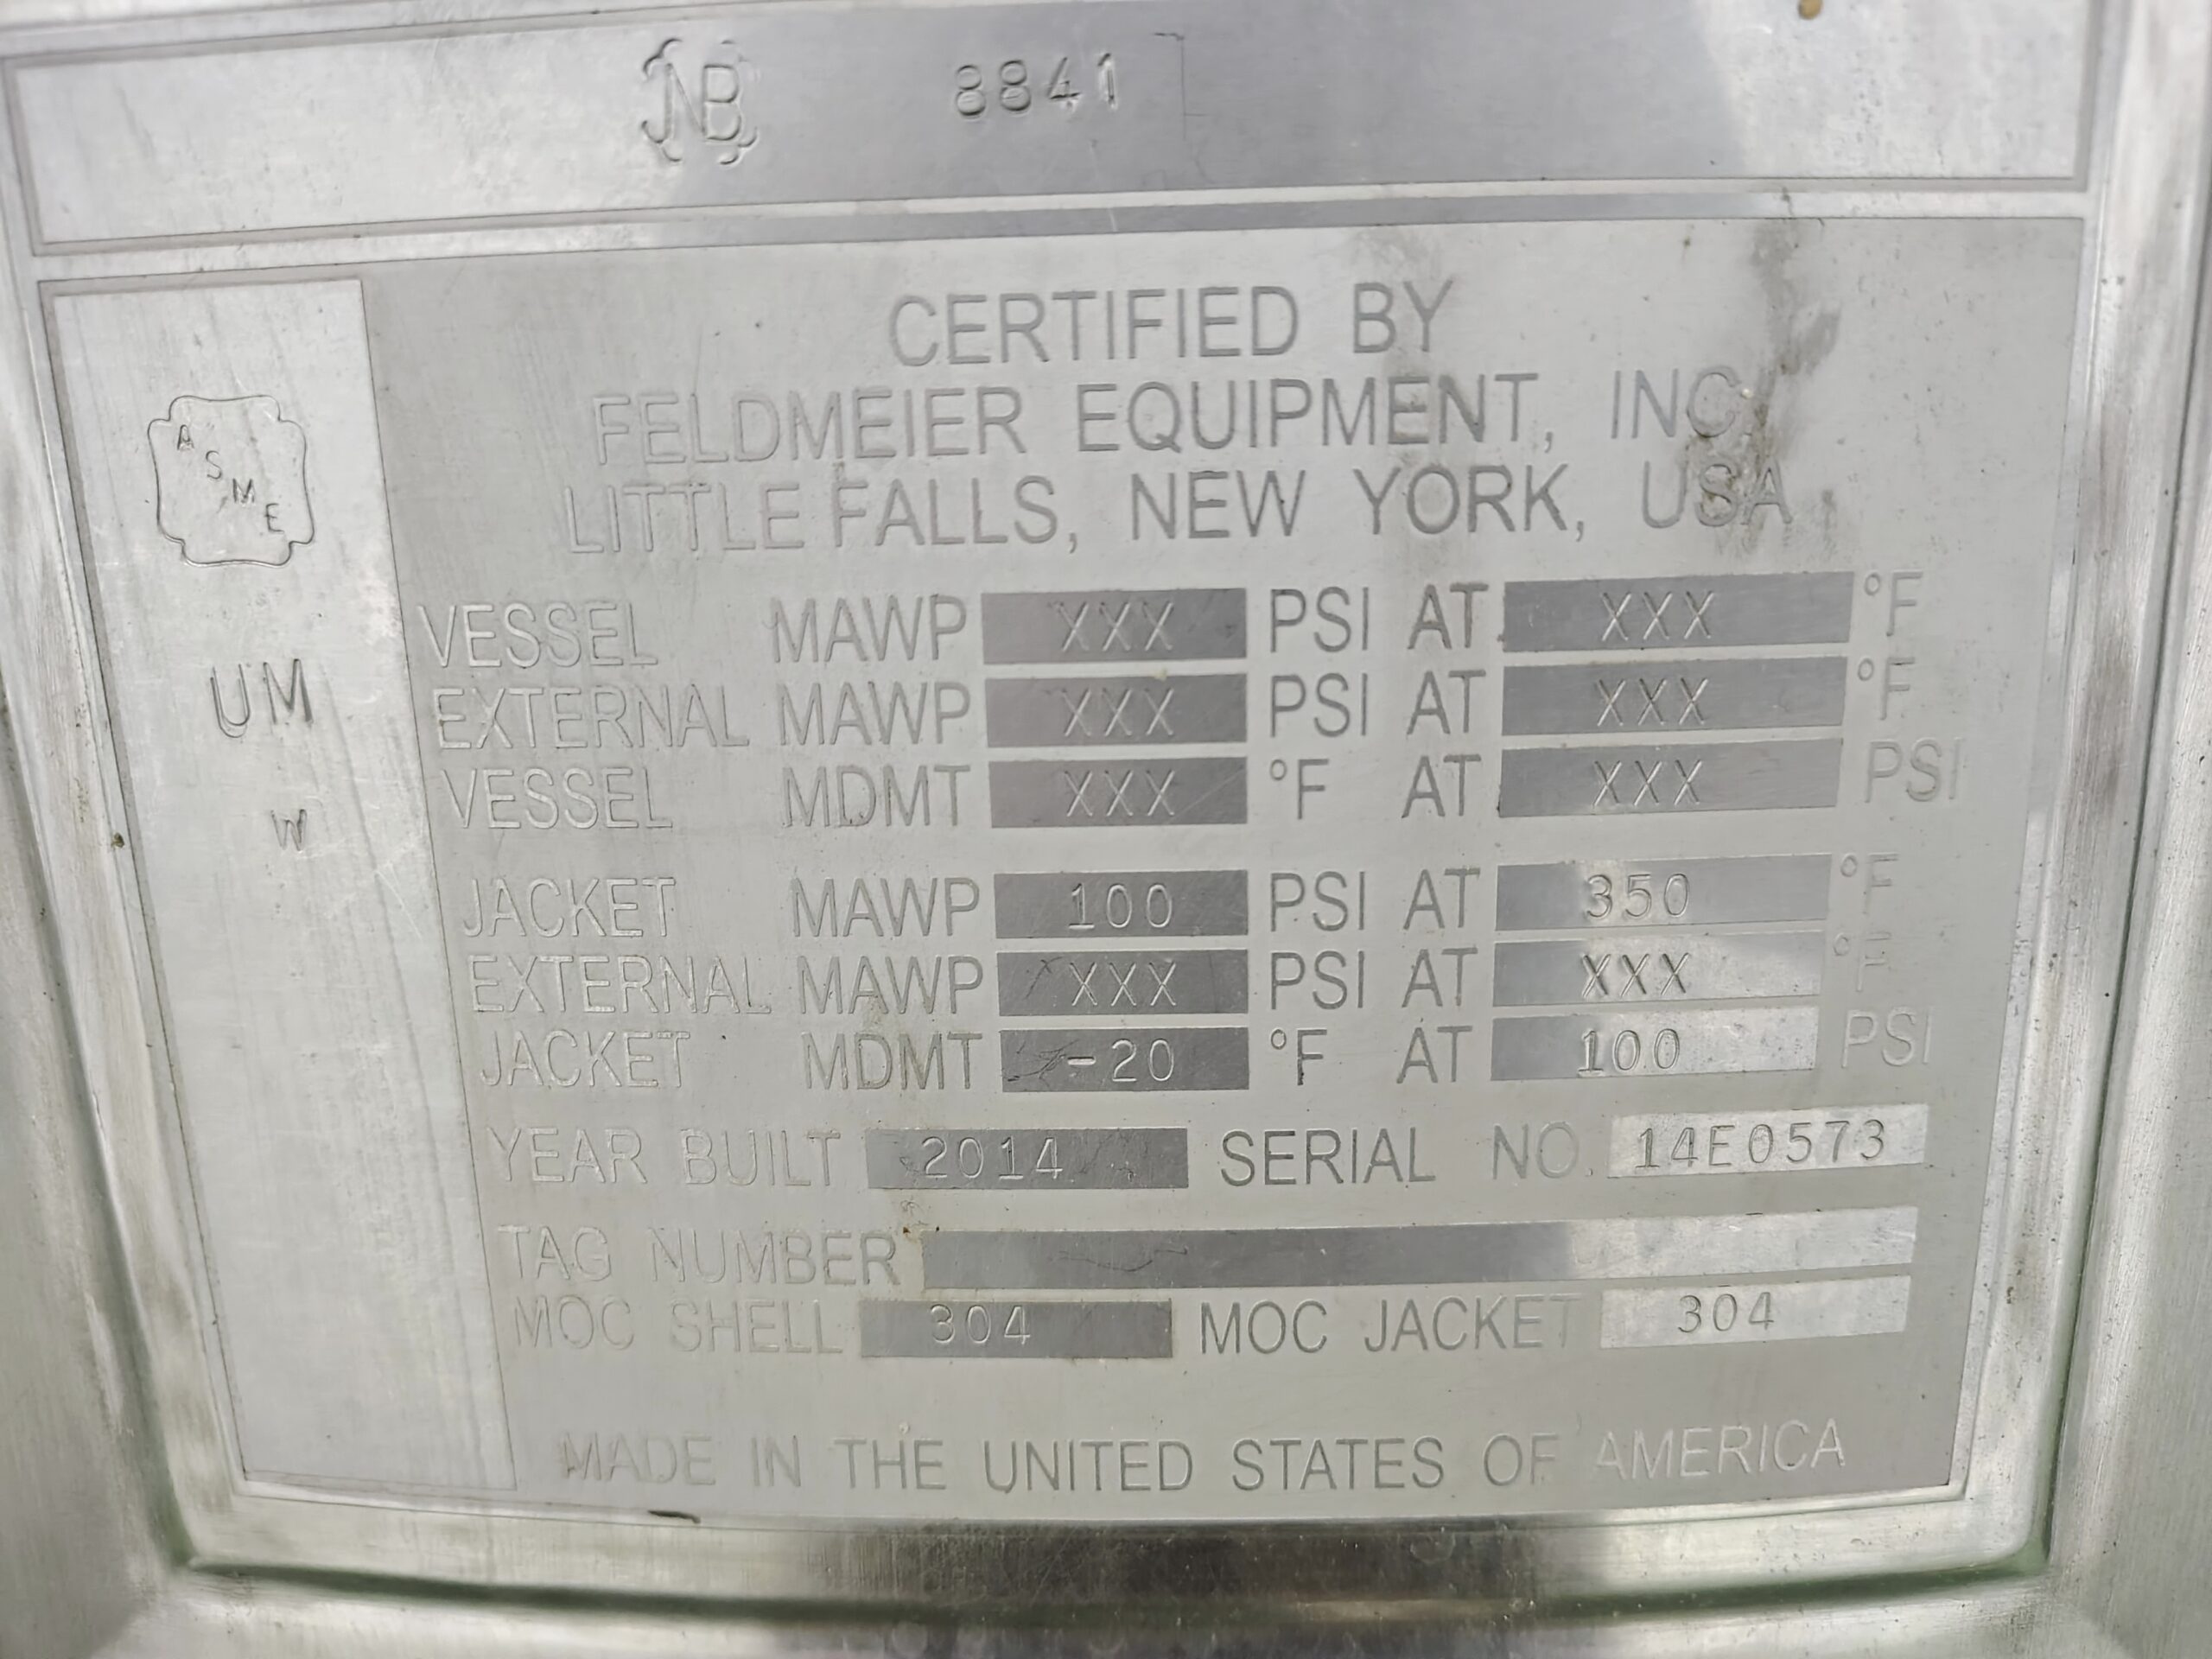 NB 8841
CERTIFIED BY
FELDMEIER EQUIPMENT, INC.
LITTLE FALLS, NEW YORK, USA
ASME
UM
W
VESSEL MAWP XXX PSI AT XXX °F
EXTERNAL MAWP XXX PSI AT XXX °F
VESSEL MDMT XXX °F AT XXX PSI
JACKET MAWP 100 PSI AT 350 °F
EXTERNAL MAWP XXX PSI AT XXX °F
JACKET MDMT -20 °F AT 100 PSI
YEAR BUILT 2014 SERIAL NO. 14E0573
TAG NUMBER
MOC SHELL 304 MOC JACKET 304
MADE IN THE UNITED STATES OF AMERICA